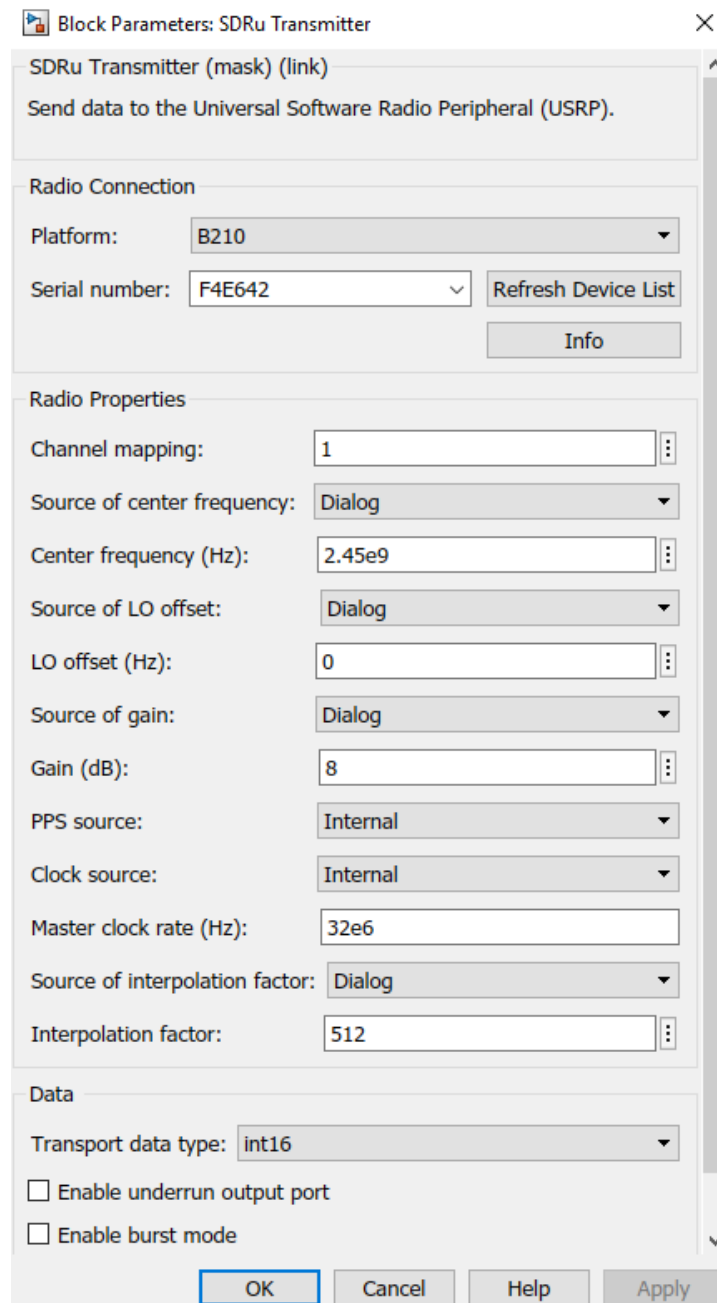 Block Parameters: SDRu Transmitter
SDRu Transmitter (mask) (link)
Send data to the Universal Software Radio Peripheral (USRP).
Radio Connection
Platform: B210
Serial number: F4E642 Refresh Device List
Info
Radio Properties
Channel mapping: 1
Source of center frequency: Dialog
Center frequency (Hz): 2.45e9
Source of LO offset: Dialog
LO offset (Hz): 0
Source of gain: Dialog
Gain (dB): 8
PPS source: Internal
Clock source: Internal
Master clock rate (Hz): 32e6
Source of interpolation factor: Dialog
Interpolation factor: 512
Data
Transport data type: int16
Enable underrun output port
Enable burst mode
OK Cancel Help Apply